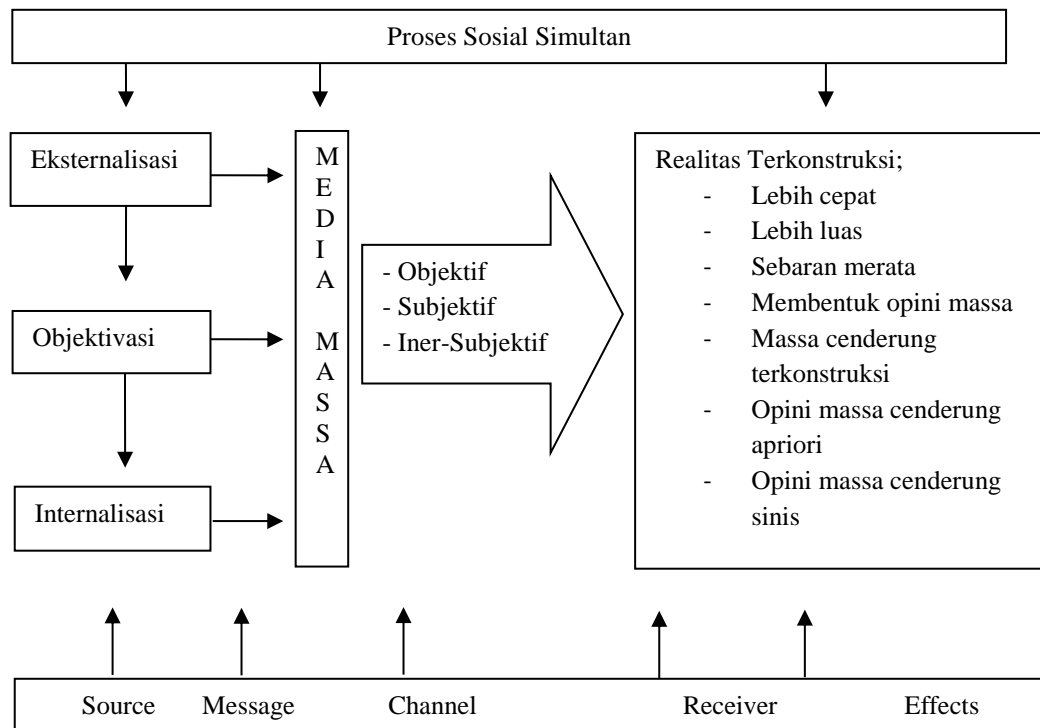 Proses Sosial Simultan
Eksternalisasi
Objektivasi
Internalisasi
M
E
D
I
A
M
A
S
S
A
- Objektif
- Subjektif
- Iner-Subjektif
Realitas Terkonstruksi;
- Lebih cepat
- Lebih luas
- Sebaran merata
- Membentuk opini massa
- Massa cenderung
terkonstruksi
- Opini massa cenderung
apriori
- Opini massa cenderung
sinis
Source Message Channel Receiver Effects